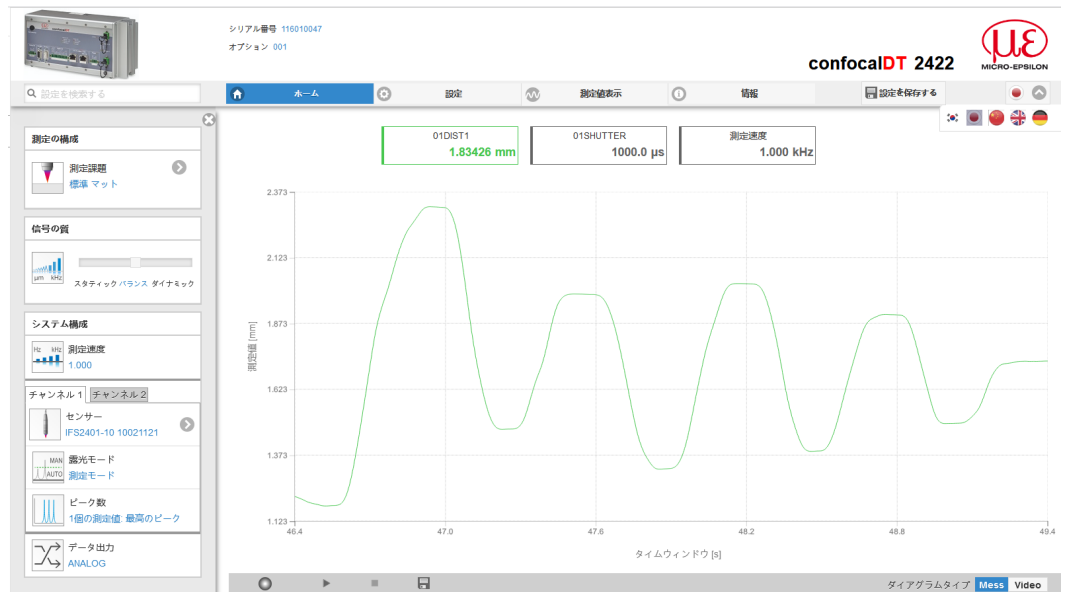 シリアル番号 116010047
オプション 001
confocalDT 2422
με
MICRO-EPSILON
設定を検索する
ホーム
設定
測定値表示
情報
設定を保存する
測定の構成
測定課題
標準 マット
信号の質
µm kHz
スタティック バランス ダイナミック
システム構成
Hz kHz 測定速度
1.000
チャンネル 1 チャンネル 2
センサー
IFS2401-10 10021121
MAN 露光モード
AUTO 測定モード
ピーク数
1個の測定値: 最高のピーク
データ出力
ANALOG
01DIST1
1.83426 mm
01SHUTTER
1000.0 µs
測定速度
1.000 kHz
測定値 [mm]
2.373
2.123
1.873
1.623
1.373
1.123
46.4 47.0 47.6 48.2 48.8 49.4
タイムウィンドウ [s]
ダイアグラムタイプ Mess Video